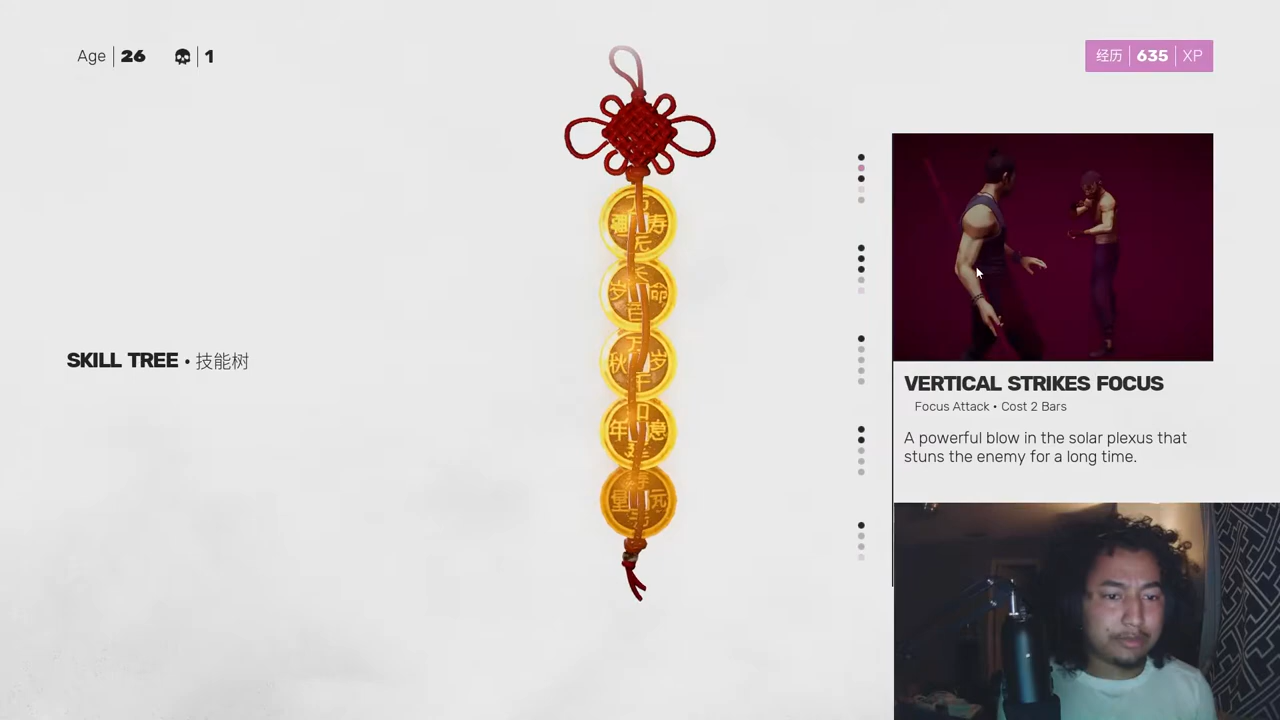 Age 26 1
经历 635 XP
SKILL TREE • 技能树
VERTICAL STRIKES FOCUS
Focus Attack • Cost 2 Bars
A powerful blow in the solar plexus that
stuns the enemy for a long time.